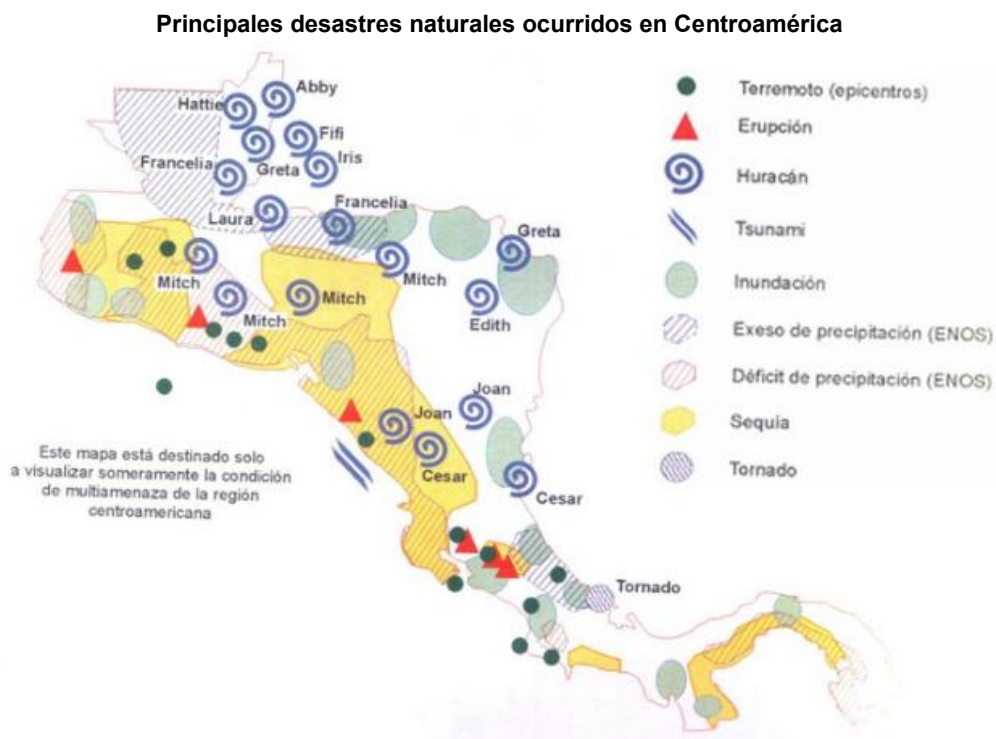 Principales desastres naturales ocurridos en Centroamérica
Abby
Hattie
Fifi
Iris
Greta
Francelia
Francelia
Laura
Greta
Mitch
Mitch
Mitch
Mitch
Edith
Joan
Joan
Cesar
Cesar
Tornado
Este mapa está destinado solo
a visualizar someramente la condición
de multiamenaza de la región
centroamericana
Terremoto (epicentros)
Erupción
Huracán
Tsunami
Inundación
Exeso de precipitación (ENOS)
Déficit de precipitación (ENOS)
Sequia
Tornado